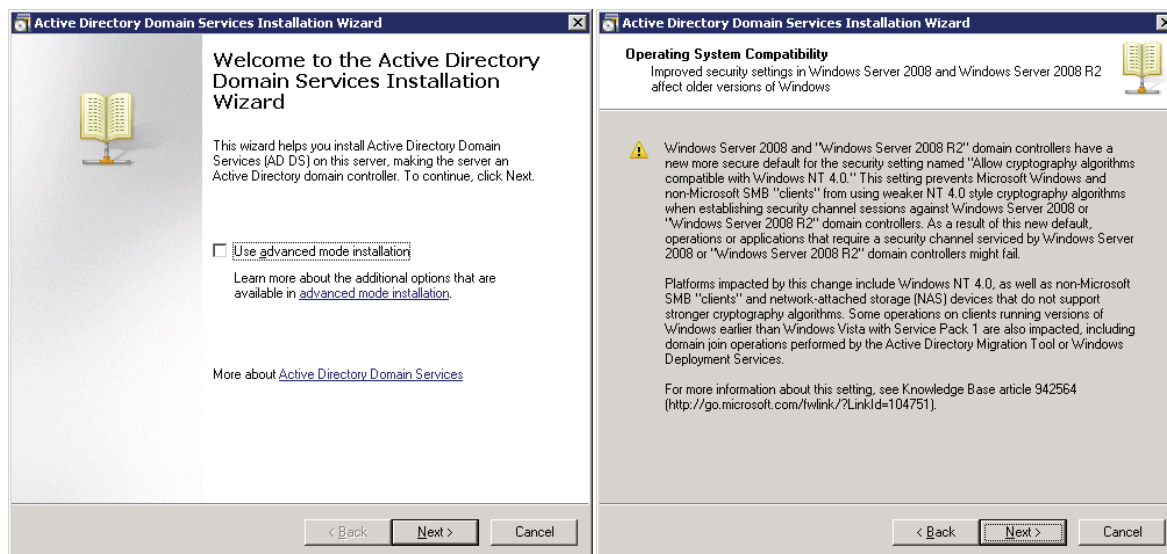 Active Directory Domain Services Installation Wizard
Welcome to the Active Directory
Domain Services Installation
Wizard
This wizard helps you install Active Directory Domain
Services (AD DS) on this server, making the server an
Active Directory domain controller. To continue, click Next.
Use advanced mode installation
Learn more about the additional options that are
available in advanced mode installation.
More about Active Directory Domain Services
< Back
Next >
Cancel
Active Directory Domain Services Installation Wizard
Operating System Compatibility
Improved security settings in Windows Server 2008 and Windows Server 2008 R2
affect older versions of Windows
Windows Server 2008 and "Windows Server 2008 R2" domain controllers have a
new more secure default for the security setting named "Allow cryptography algorithms
compatible with Windows NT 4.0." This setting prevents Microsoft Windows and
non-Microsoft SMB "clients" from using weaker NT 4.0 style cryptography algorithms
when establishing security channel sessions against Windows Server 2008 or
"Windows Server 2008 R2" domain controllers. As a result of this new default,
operations or applications that require a security channel serviced by Windows Server
2008 or "Windows Server 2008 R2" domain controllers might fail.
Platforms impacted by this change include Windows NT 4.0, as well as non-Microsoft
SMB "clients" and network-attached storage (NAS) devices that do not support
stronger cryptography algorithms. Some operations on clients running versions of
Windows earlier than Windows Vista with Service Pack 1 are also impacted, including
domain join operations performed by the Active Directory Migration Tool or Windows
Deployment Services.
For more information about this setting, see Knowledge Base article 942564
(http://go.microsoft.com/fwlink/?LinkId=104751).
< Back
Next >
Cancel